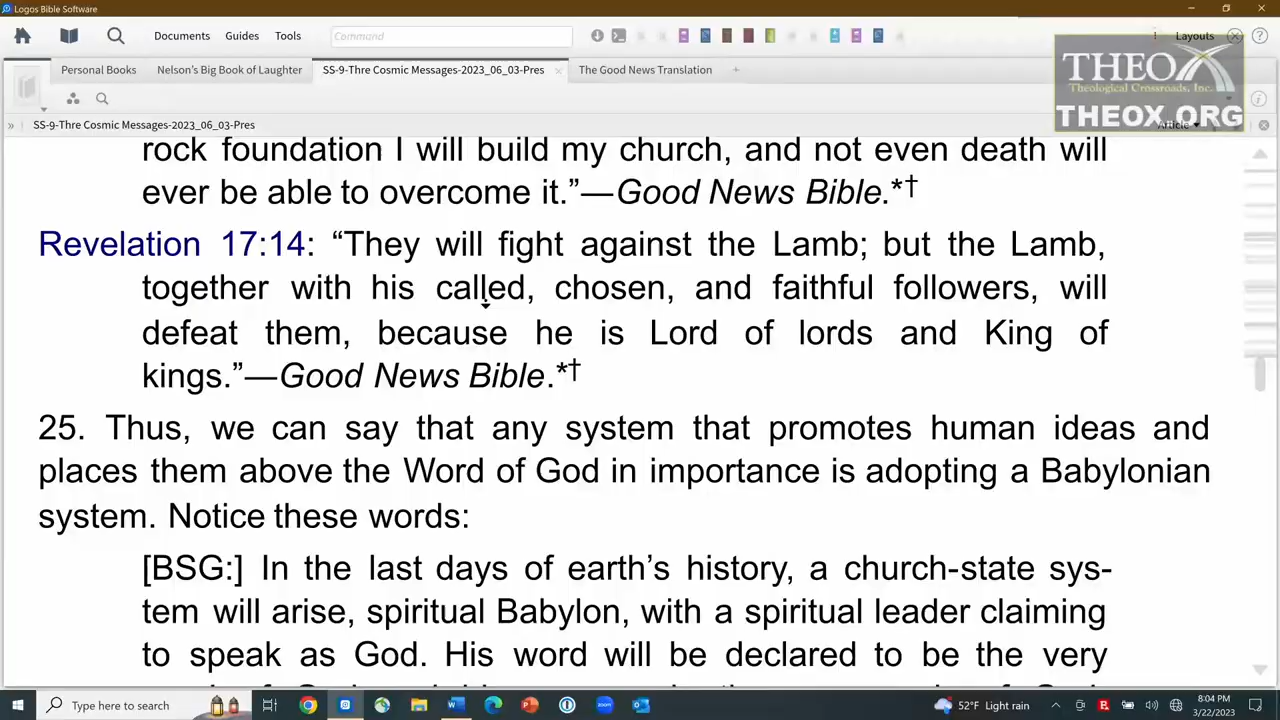 Logos Bible Software
Documents Guides Tools Command Layouts
Personal Books Nelson's Big Book of Laughter SS-9-Thre Cosmic Messages-2023_06_03-Pres The Good News Translation
THEOX
Theological Crossroads, Inc.
THEOX.ORG
SS-9-Thre Cosmic Messages-2023_06_03-Pres Article
rock foundation I will build my church, and not even death will
ever be able to overcome it.”—Good News Bible.*†
Revelation 17:14: “They will fight against the Lamb; but the Lamb,
together with his called, chosen, and faithful followers, will
defeat them, because he is Lord of lords and King of
kings.”—Good News Bible.*†
25. Thus, we can say that any system that promotes human ideas and
places them above the Word of God in importance is adopting a Babylonian
system. Notice these words:
[BSG:] In the last days of earth’s history, a church-state sys-
tem will arise, spiritual Babylon, with a spiritual leader claiming
to speak as God. His word will be declared to be the very
Type here to search 52°F Light rain 8:04 PM
3/22/2023